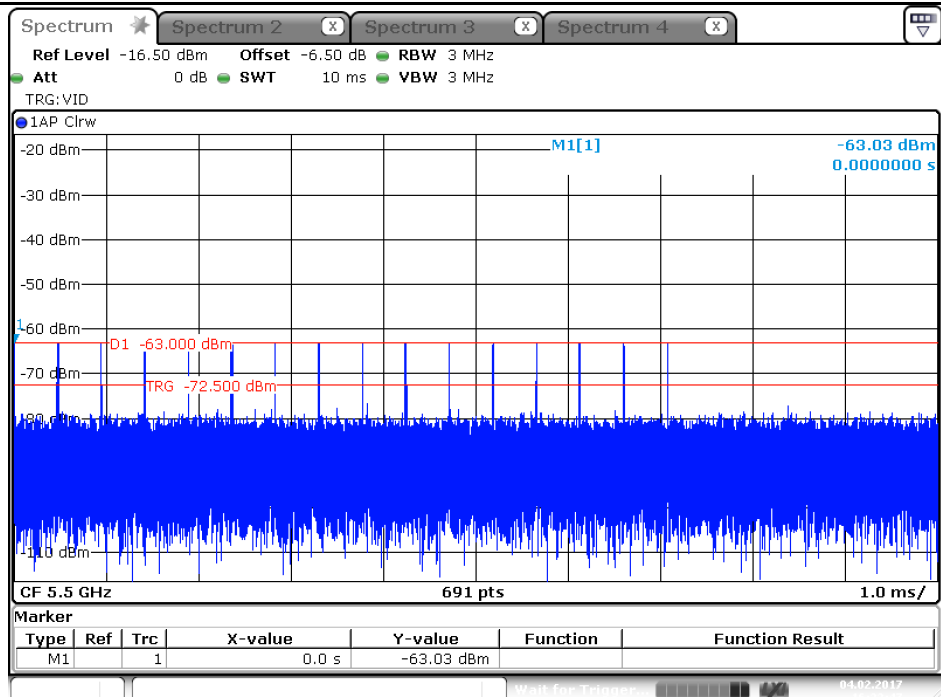 Spectrum Spectrum 2 X Spectrum 3 X Spectrum 4 X
Ref Level -16.50 dBm Offset -6.50 dB RBW 3 MHz
Att 0 dB SWT 10 ms VBW 3 MHz
TRG:VID
1AP Clrw
-20 dBm M1[1] -63.03 dBm
0.0000000 s
-30 dBm
-40 dBm
-50 dBm
1
-60 dBm
D1 -63.000 dBm
-70 dBm
TRG -72.500 dBm
-80 dBm
-110 dBm
CF 5.5 GHz 691 pts 1.0 ms/
Marker
Type Ref Trc X-value Y-value Function Function Result
M1 1 0.0 s -63.03 dBm
Wait for Trigger... 04.02.2017